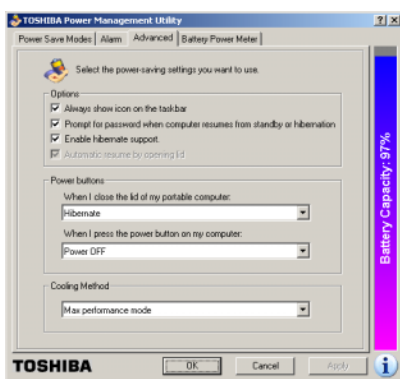 TOSHIBA Power Management Utility
Power Save Modes
Alarm
Advanced
Battery Power Meter
Select the power-saving settings you want to use.
Options
Always show icon on the taskbar
Prompt for password when computer resumes from standby or hibernation
Enable hibernate support.
Automatic resume by opening lid
Power buttons
When I close the lid of my portable computer:
Hibernate
When I press the power button on my computer:
Power OFF
Cooling Method
Max performance mode
Battery Capacity: 97%
TOSHIBA
OK
Cancel
Apply